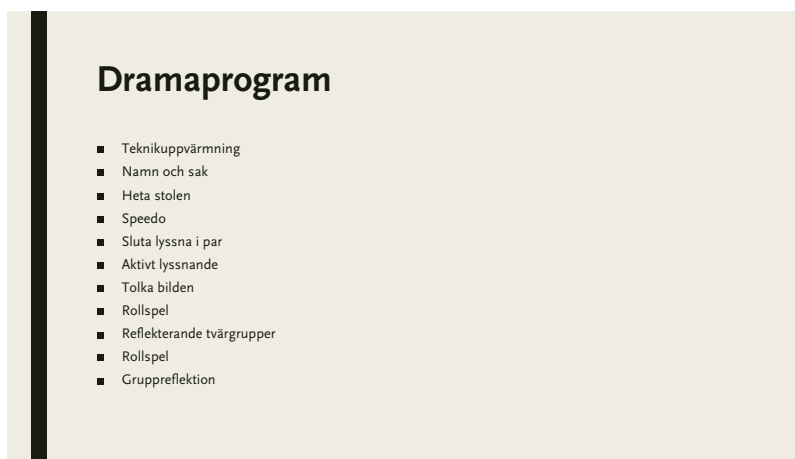 Dramaprogram
Teknikuppvärmning
Namn och sak
Heta stolen
Speedo
Sluta lyssna i par
Aktivt lyssnande
Tolka bilden
Rollspel
Reflekterande tvärgrupper
Rollspel
Gruppreflektion